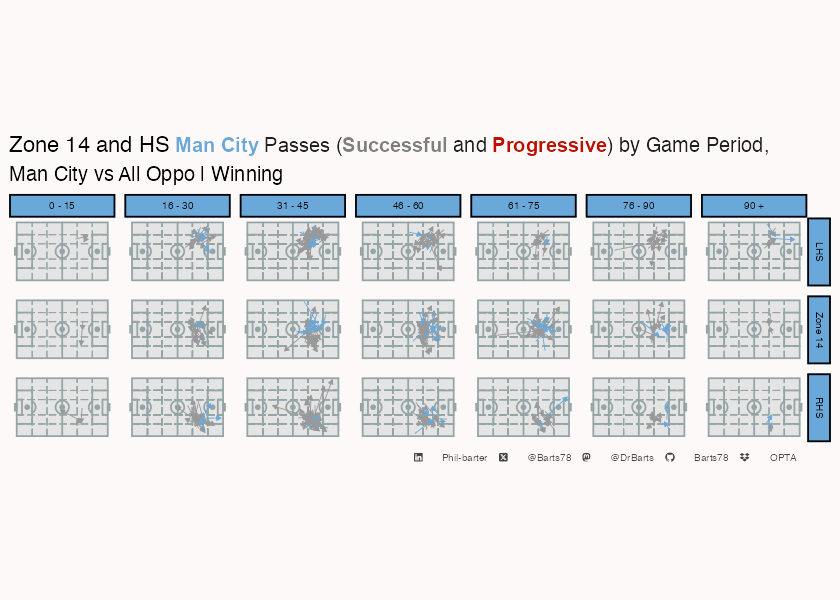 Zone 14 and HS Man City Passes (Successful and Progressive) by Game Period,
Man City vs All Oppo | Winning
0 - 15 16 - 30 31 - 45 46 - 60 61 - 75 76 - 90 90 +
LHS
Zone 14
RHS
Phil-barter @Barts78 @DrBarts Barts78 OPTA